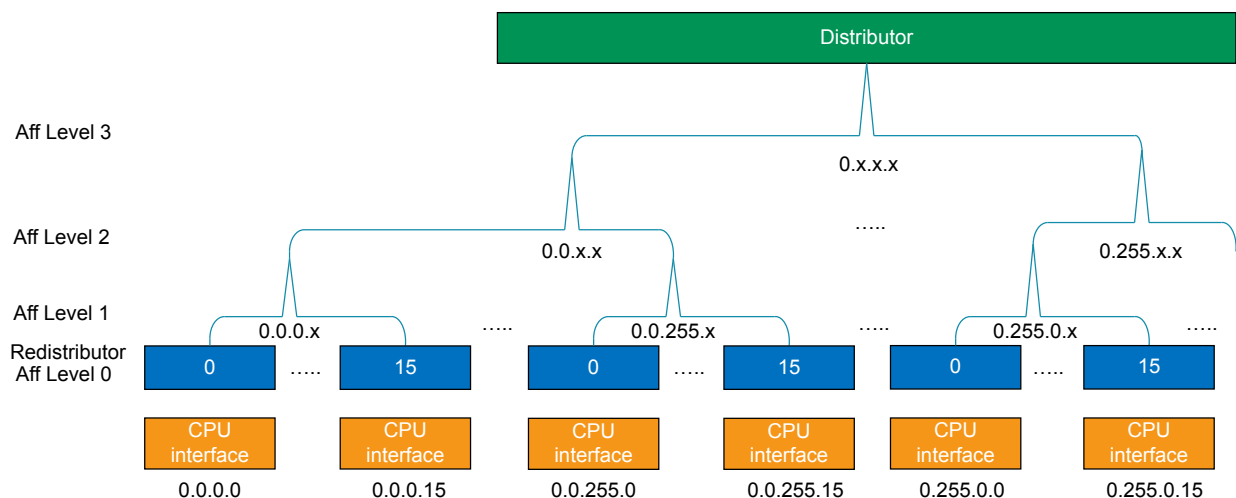 Distributor
Aff Level 3
0.x.x.x
Aff Level 2
0.0.x.x
.....
0.255.x.x
Aff Level 1
0.0.0.x
.....
0.0.255.x
.....
0.255.0.x
.....
Redistributor
Aff Level 0
0
.....
15
0
.....
15
0
.....
15
CPU
interface
CPU
interface
CPU
interface
CPU
interface
CPU
interface
CPU
interface
0.0.0.0
0.0.0.15
0.0.255.0
0.0.255.15
0.255.0.0
0.255.0.15